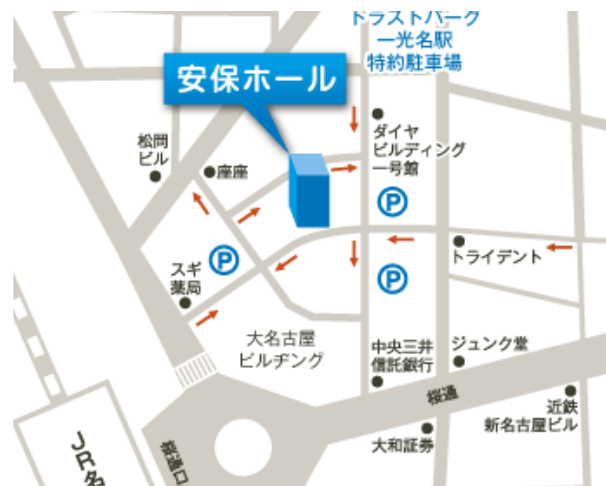 トラストパーク
一光名駅
特約駐車場
安保ホール
松岡
ビル
座座
ダイヤ
ビルディング
一号館
P
P
P
トライデント
スギ
薬局
大名古屋
ビルヂング
中央三井
信託銀行
ジュンク堂
桜通
近鉄
新名古屋ビル
大和証券
桜通口
JR名